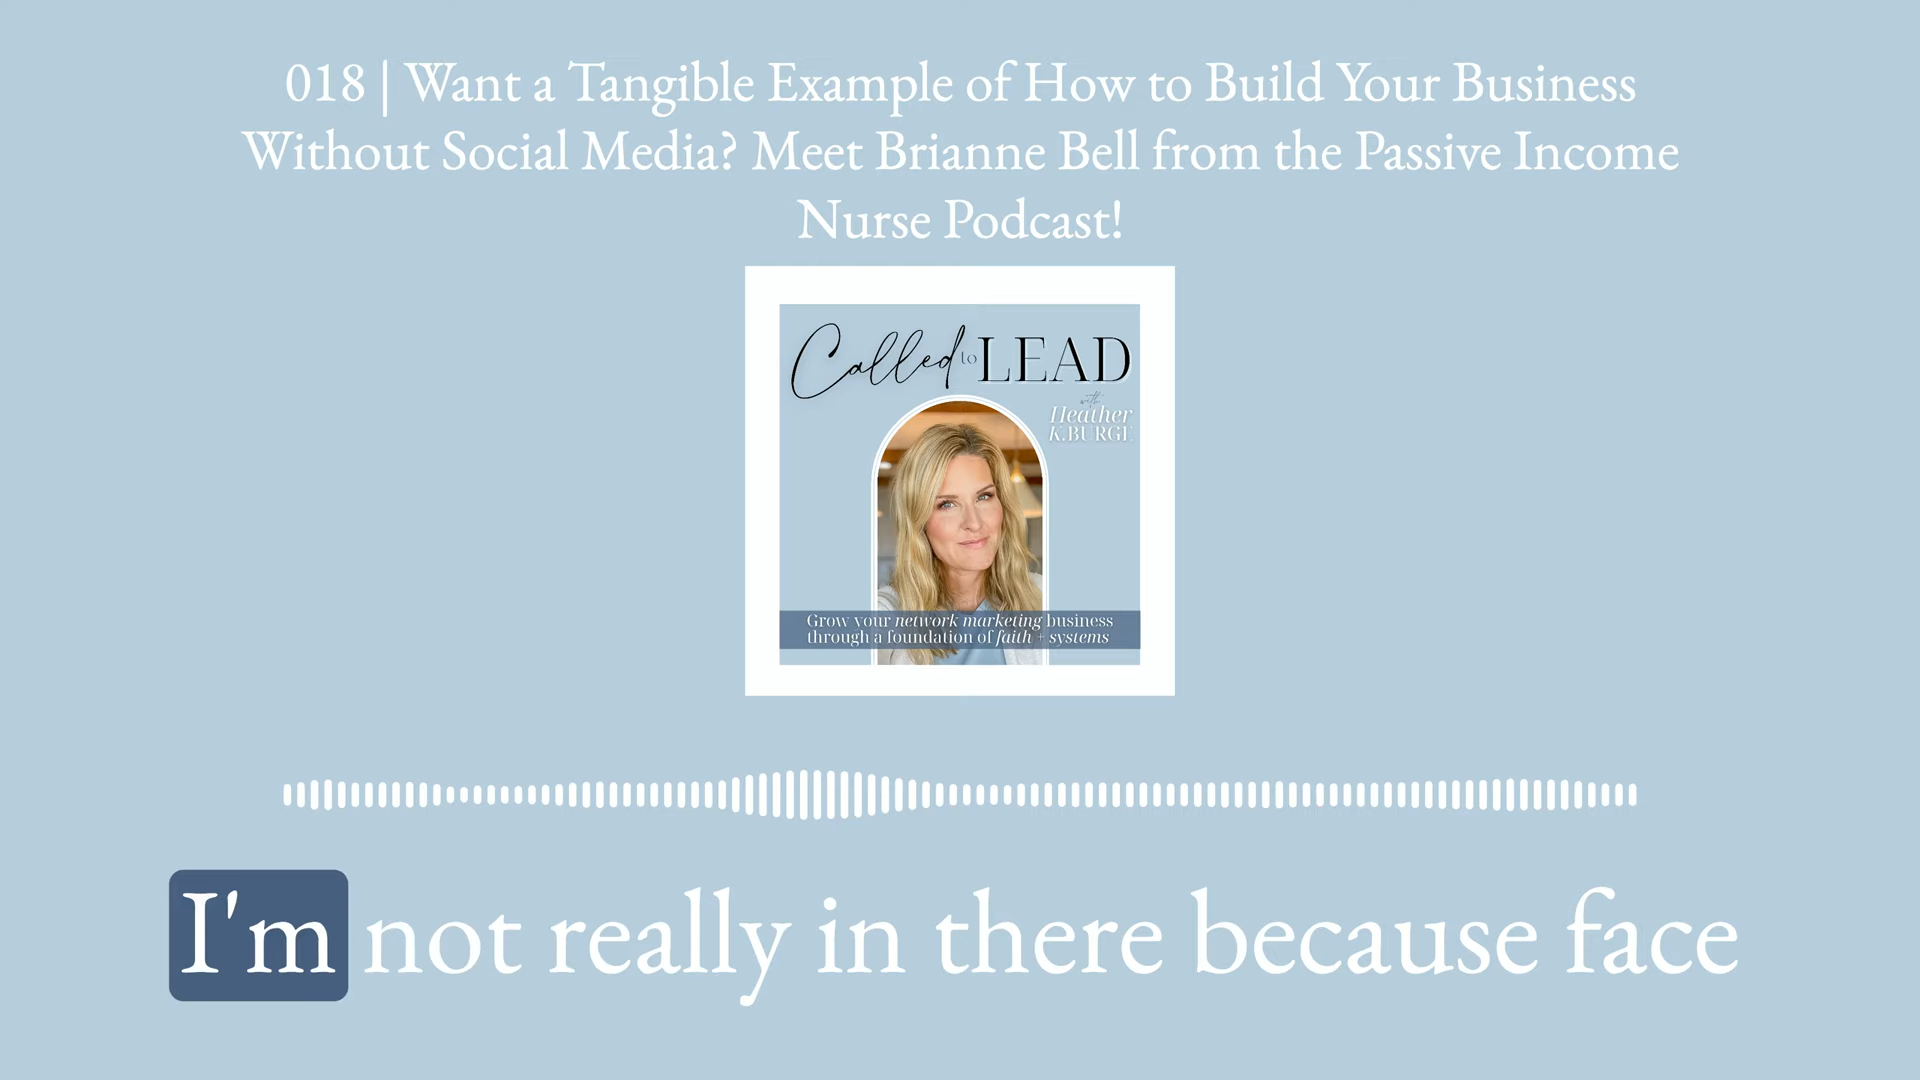 018 | Want a Tangible Example of How to Build Your Business
Without Social Media? Meet Brianne Bell from the Passive Income
Nurse Podcast!
Called to LEAD
with
Heather
K.BURGE
Grow your network marketing business
through a foundation of faith + systems
I'm not really in there because face